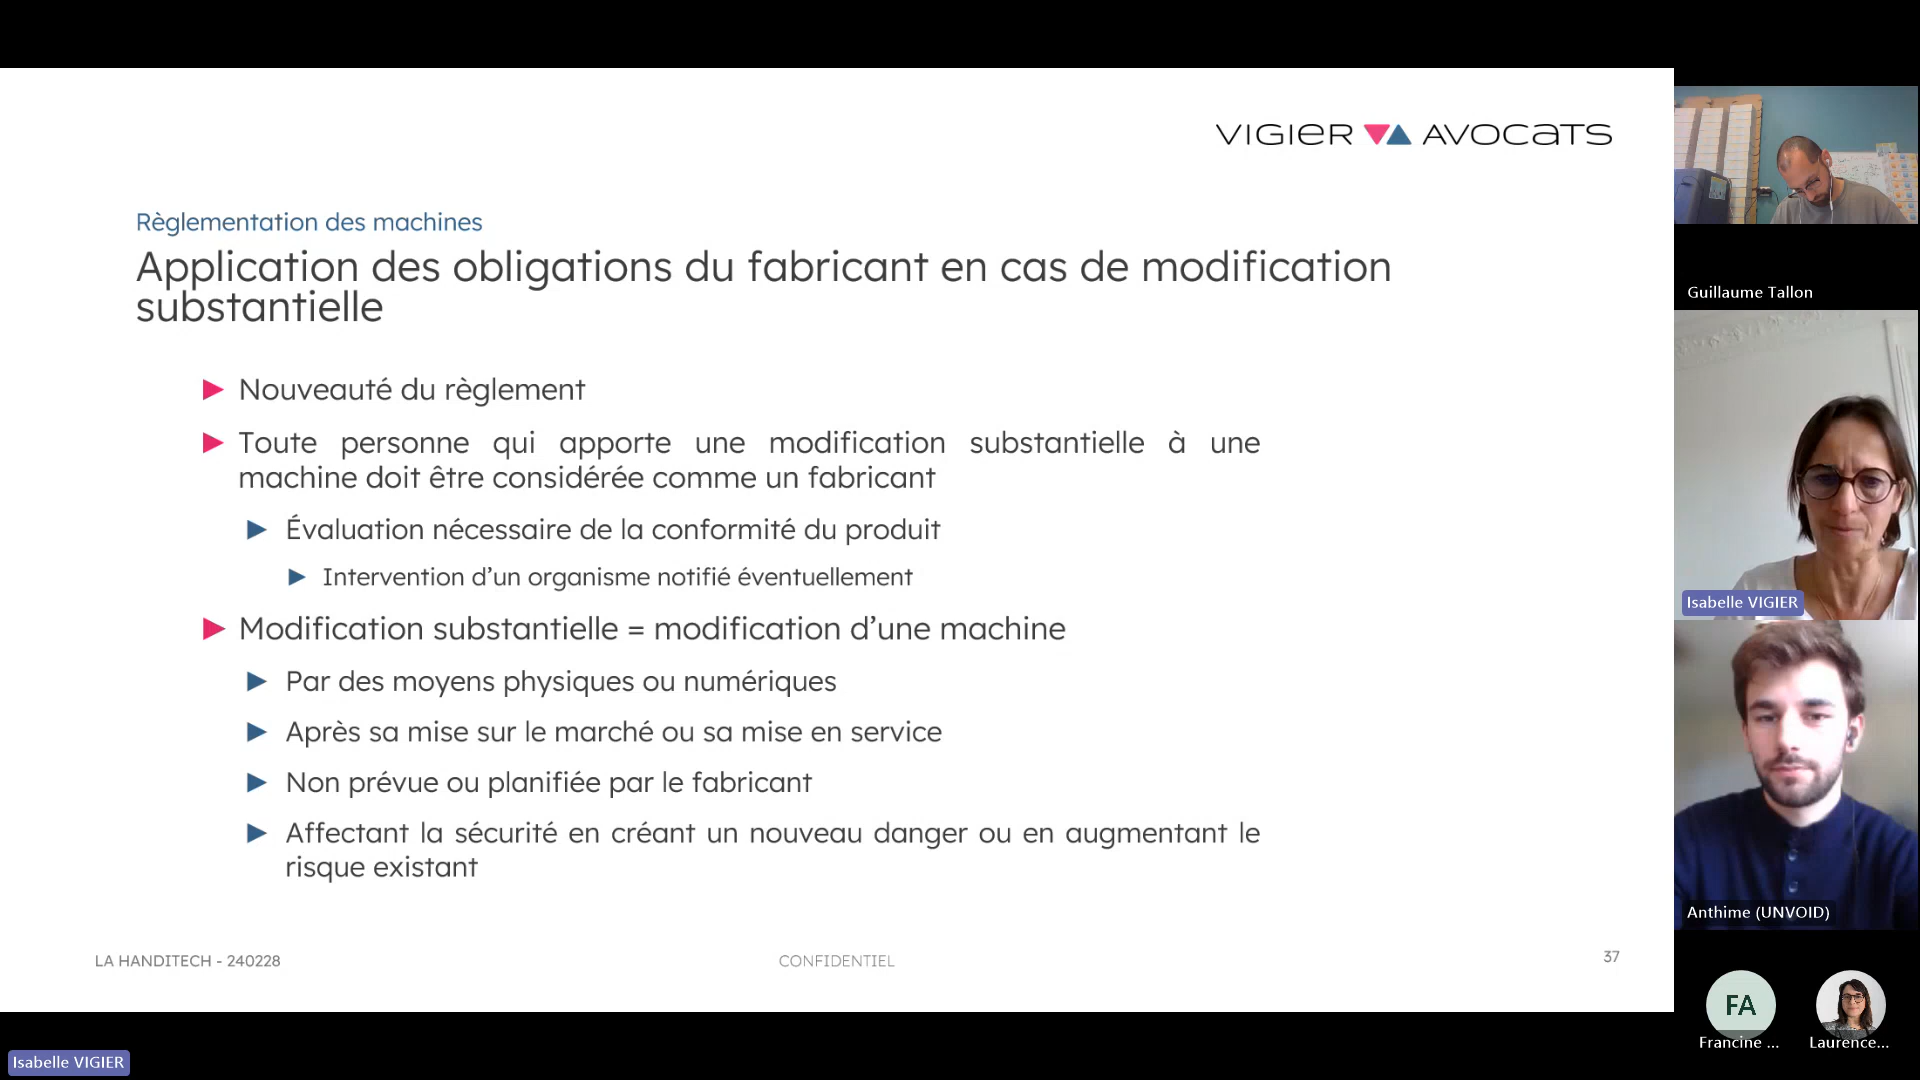 VIGIER AVOCATS
Règlementation des machines
Application des obligations du fabricant en cas de modification
substantielle
Nouveauté du règlement
Toute personne qui apporte une modification substantielle à une
machine doit être considérée comme un fabricant
Évaluation nécessaire de la conformité du produit
Intervention d’un organisme notifié éventuellement
Modification substantielle = modification d’une machine
Par des moyens physiques ou numériques
Après sa mise sur le marché ou sa mise en service
Non prévue ou planifiée par le fabricant
Affectant la sécurité en créant un nouveau danger ou en augmentant le
risque existant
LA HANDITECH - 240228
CONFIDENTIEL
37
Guillaume Tallon
Isabelle VIGIER
Anthime (UNVOID)
FA
Francine ...
Laurence...
Isabelle VIGIER